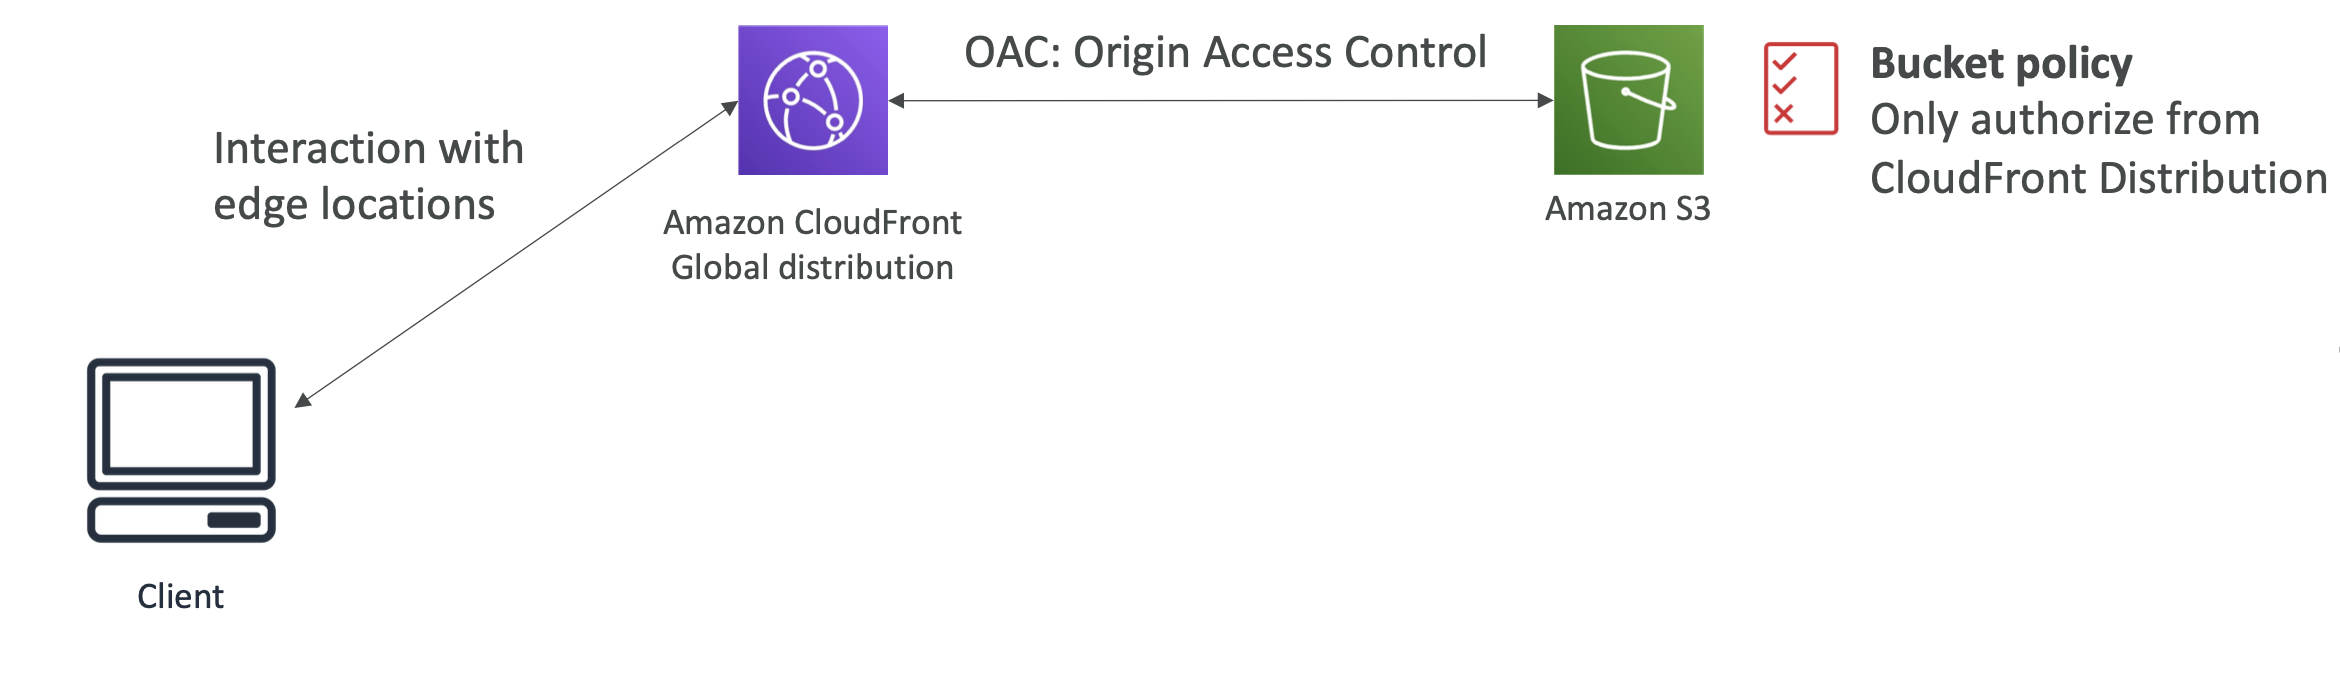 OAC: Origin Access Control
Bucket policy
Only authorize from
CloudFront Distribution
Interaction with
edge locations
Amazon CloudFront
Global distribution
Amazon S3
Client